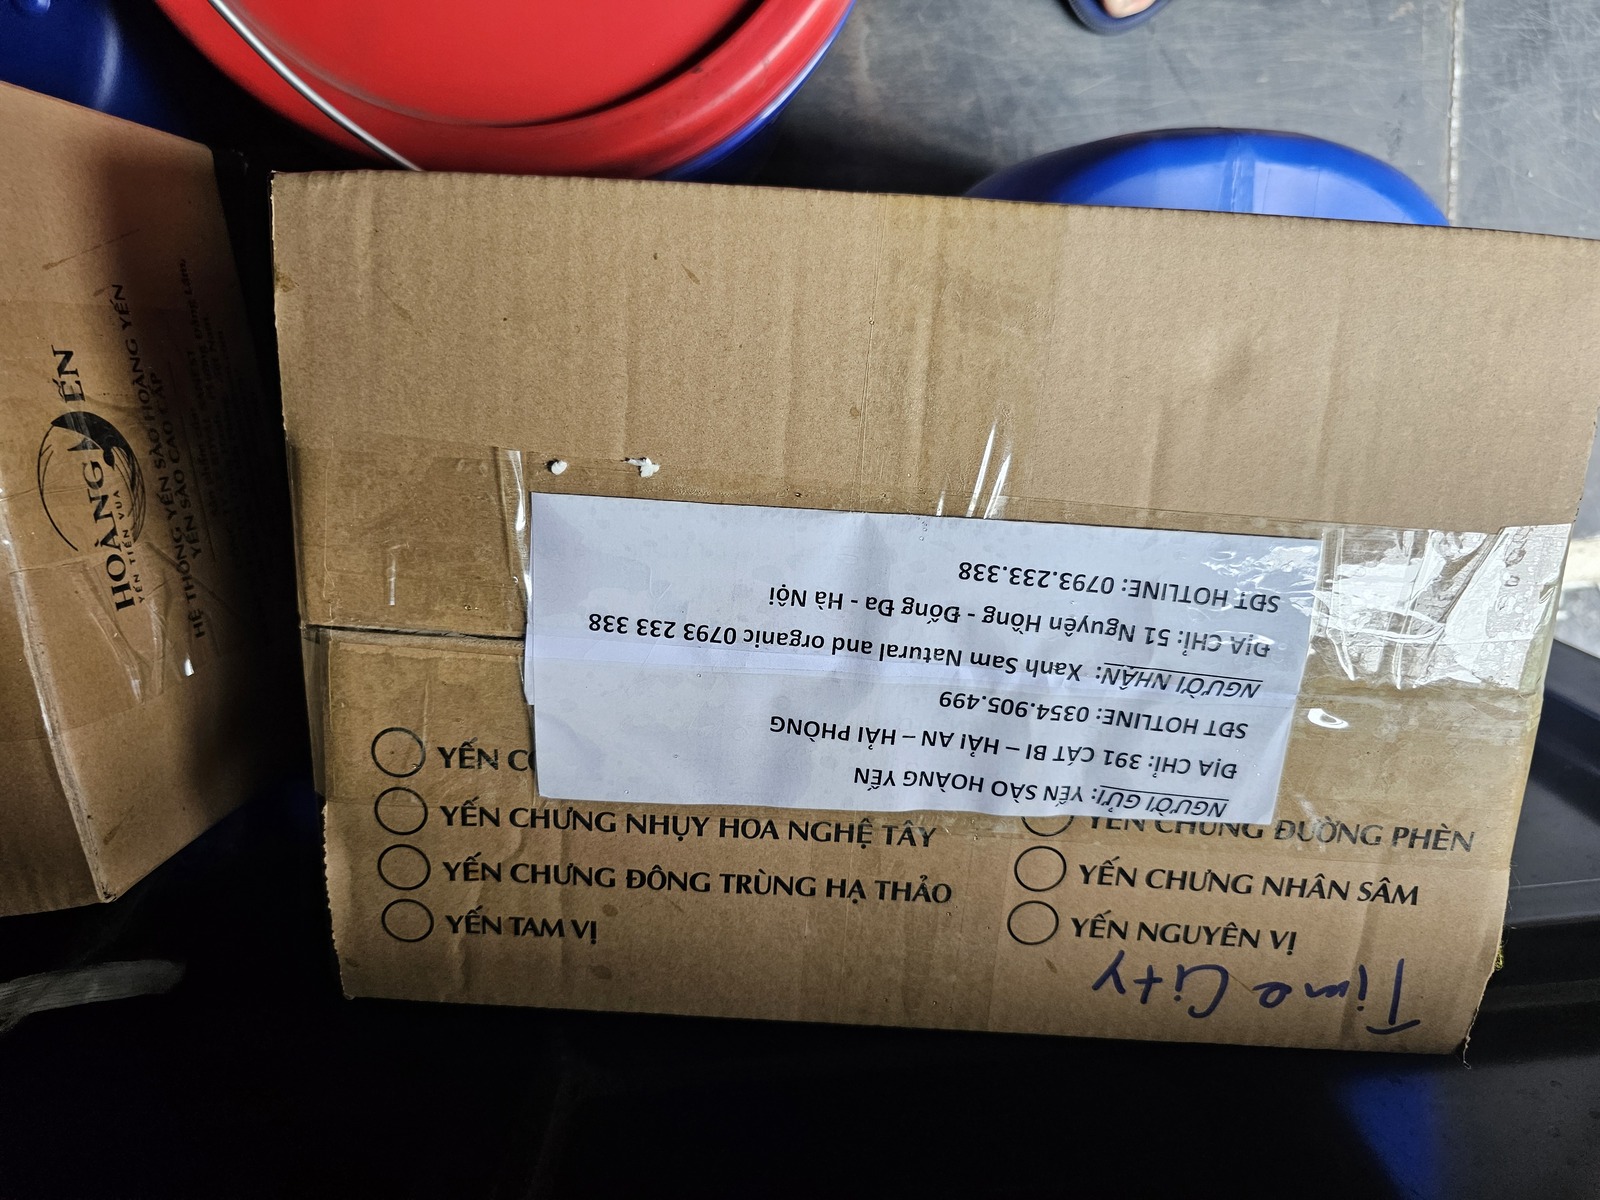 HOÀNG YẾN
YẾN TIẾN VUA
HỆ THỐNG YẾN SÀO HOÀNG YẾN
YẾN SÀO CAO CẤP
NGƯỜI GỬI: YẾN SÀO HOÀNG YẾN
ĐỊA CHỈ: 391 CÁT BI – HẢI AN – HẢI PHÒNG
SĐT HOTLINE: 0354.905.499
NGƯỜI NHẬN: Xanh Sam Natural and organic 0793 233 338
ĐỊA CHỈ: 51 Nguyên Hồng - Đống Đa - Hà Nội
SĐT HOTLINE: 0793.233.338
YẾN
YẾN CHƯNG NHỤY HOA NGHỆ TÂY
YẾN CHƯNG ĐÔNG TRÙNG HẠ THẢO
YẾN TAM VỊ
YẾN CHƯNG ĐƯỜNG PHÈN
YẾN CHƯNG NHÂN SÂM
YẾN NGUYÊN VỊ
Time City